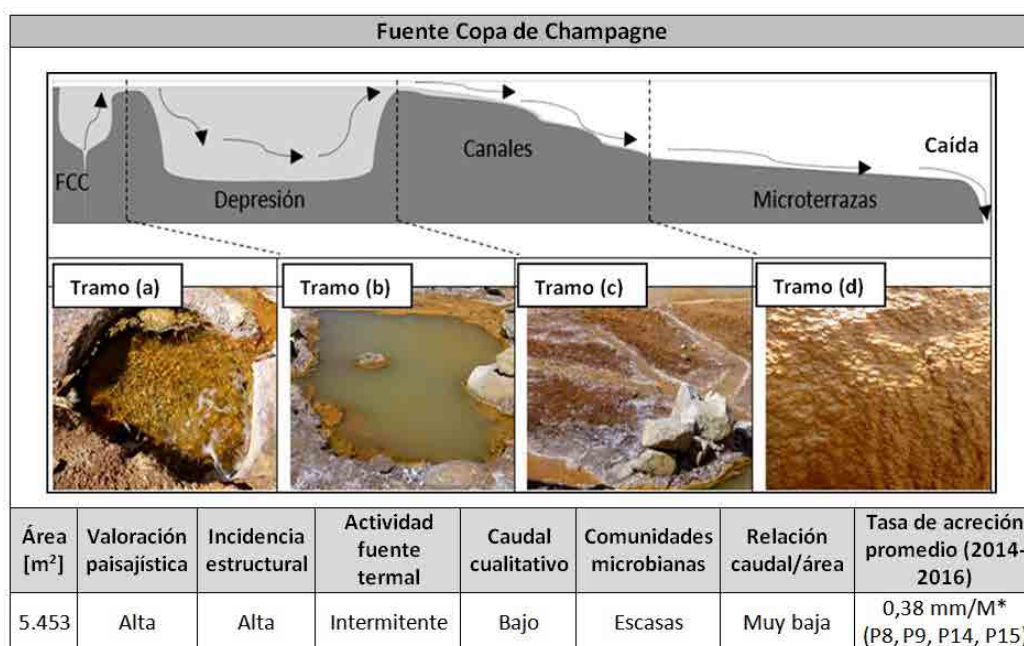 Fuente Copa de Champagne
FCC
Depresión
Canales
Microterrazas
Caída
Tramo (a)
Tramo (b)
Tramo (c)
Tramo (d)
Área [m²]
Valoración paisajística
Incidencia estructural
Actividad fuente termal
Caudal cualitativo
Comunidades microbianas
Relación caudal/área
Tasa de acreción promedio (2014-2016)
5.453
Alta
Alta
Intermitente
Bajo
Escasas
Muy baja
0,38 mm/M*
(P8, P9, P14, P15)